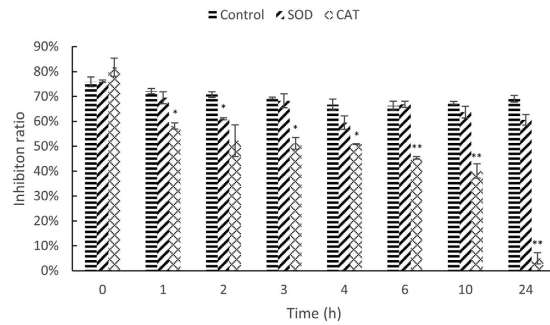 Control SOD CAT
90%
80%
70%
60%
50%
40%
30%
20%
10%
0%
Inhibiton ratio
* * * * ** ** **
0 1 2 3 4 6 10 24
Time (h)